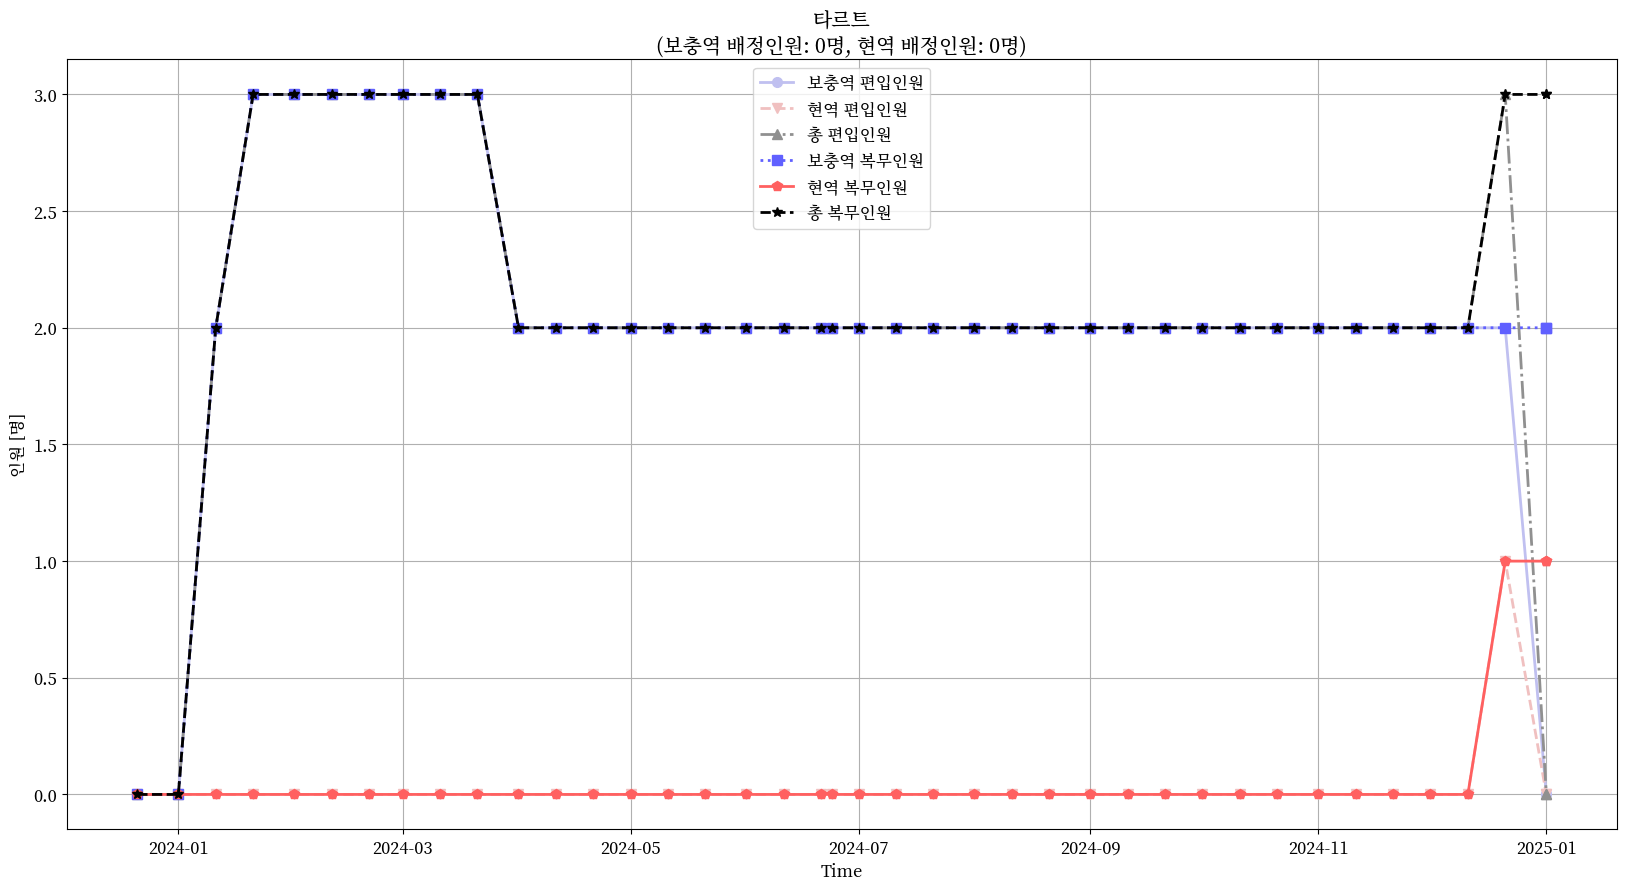 타르트
(보충역 배정인원: 0명, 현역 배정인원: 0명)
보충역 편입인원
현역 편입인원
총 편입인원
보충역 복무인원
현역 복무인원
총 복무인원
인원 [명]
3.0
2.5
2.0
1.5
1.0
0.5
0.0
2024-01
2024-03
2024-05
2024-07
2024-09
2024-11
2025-01
Time